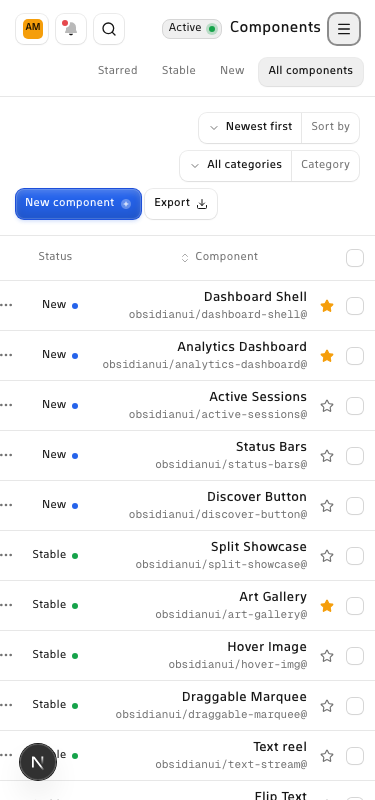 Components
Active
AM
All components
New
Stable
Starred
Sort by
Newest first
Category
All categories
Export
New component
Component
Status
Dashboard Shell
obsidianui/dashboard-shell@
New
Analytics Dashboard
obsidianui/analytics-dashboard@
New
Active Sessions
obsidianui/active-sessions@
New
Status Bars
obsidianui/status-bars@
New
Discover Button
obsidianui/discover-button@
New
Split Showcase
obsidianui/split-showcase@
Stable
Art Gallery
obsidianui/art-gallery@
Stable
Hover Image
obsidianui/hover-img@
Stable
Draggable Marquee
obsidianui/draggable-marquee@
Stable
Text reel
obsidianui/text-stream@
N
Flip Text